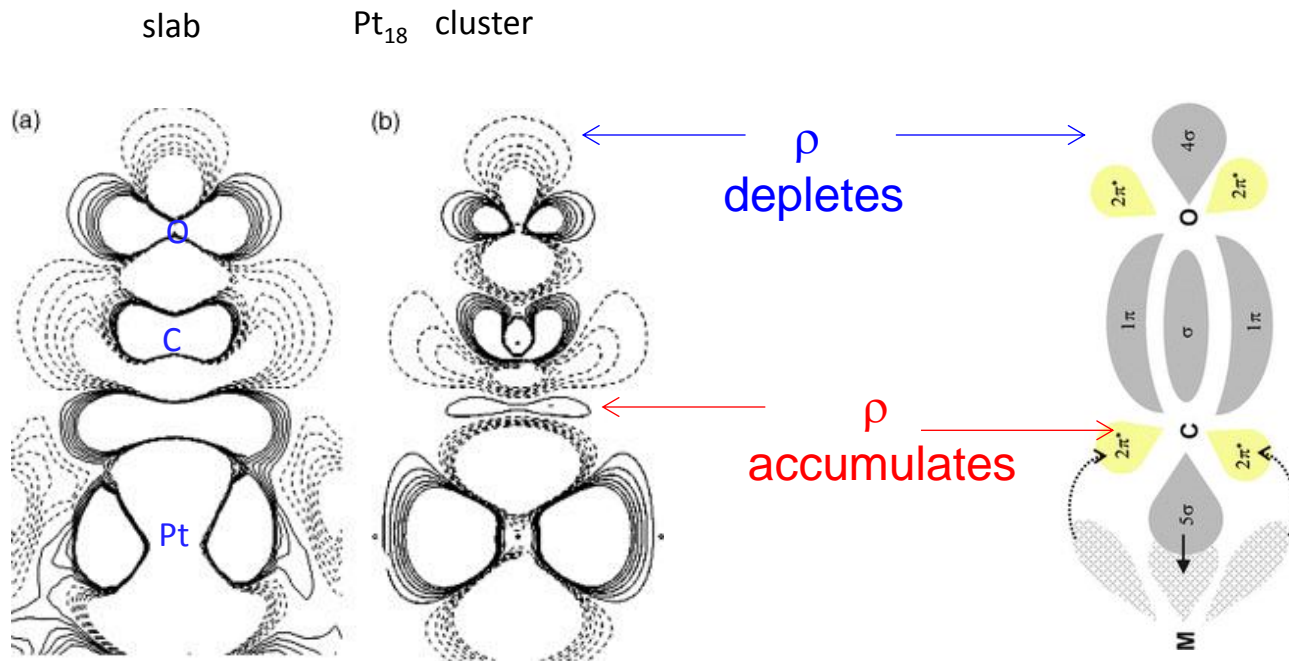 slab
Pt₁₈ cluster
(a)
(b)
O
C
Pt
ρ
depletes
ρ
accumulates
4σ
2π*
2π*
O
1π
σ
1π
C
2π*
2π*
5σ
M